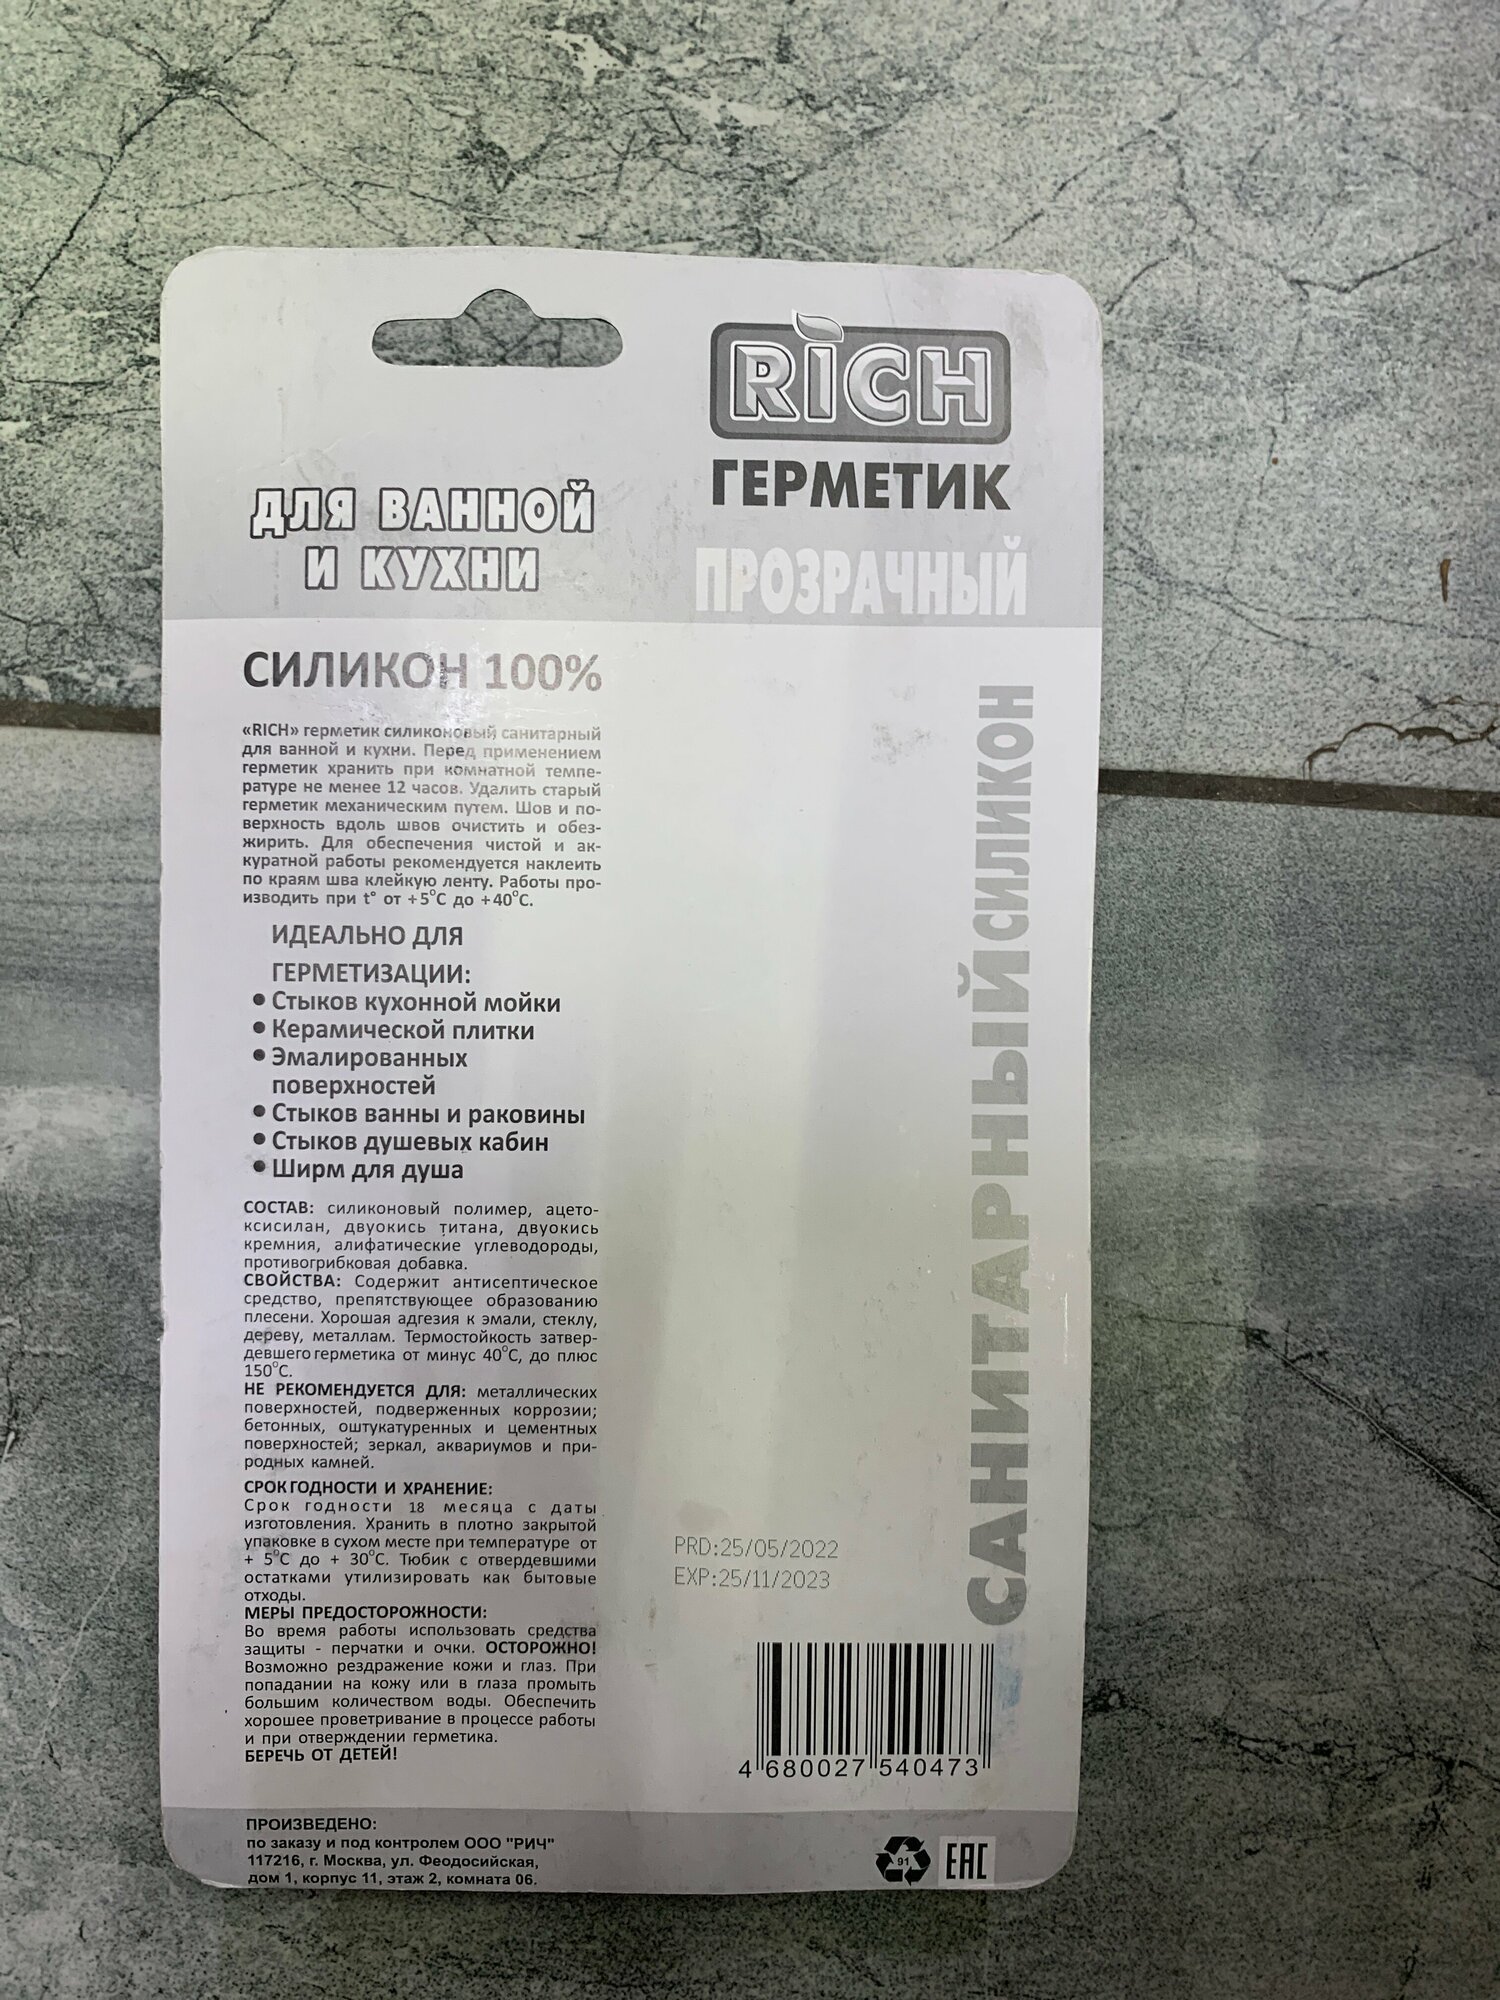 RICH
ГЕРМЕТИК
ПРОЗРАЧНЫЙ
ДЛЯ ВАННОЙ
И КУХНИ
СИЛИКОН 100%
«RICH» герметик силиконовый санитарный
для ванной и кухни. Перед применением
герметик хранить при комнатной темпе-
ратуре не менее 12 часов. Удалить старый
герметик механическим путем. Шов и по-
верхность вдоль швов очистить и обез-
жирить. Для обеспечения чистой и ак-
куратной работы рекомендуется наклеить
по краям шва клейкую ленту. Работы про-
изводить при t° от +5°C до +40°C.
ИДЕАЛЬНО ДЛЯ
ГЕРМЕТИЗАЦИИ:
• Стыков кухонной мойки
• Керамической плитки
• Эмалированных
поверхностей
• Стыков ванны и раковины
• Стыков душевых кабин
• Ширм для душа
СОСТАВ: силиконовый полимер, ацето-
ксисилан, двуокись титана, двуокись
кремния, алифатические углеводороды,
противогрибковая добавка.
СВОЙСТВА: Содержит антисептическое
средство, препятствующее образованию
плесени. Хорошая адгезия к эмали, стеклу,
дереву, металлам. Термостойкость затвер-
девшего герметика от минус 40°C, до плюс
150°C.
НЕ РЕКОМЕНДУЕТСЯ ДЛЯ: металлических
поверхностей, подверженных коррозии;
бетонных, оштукатуренных и цементных
поверхностей; зеркал, аквариумов и при-
родных камней.
СРОК ГОДНОСТИ И ХРАНЕНИЕ:
Срок годности 18 месяца с даты
изготовления. Хранить в плотно закрытой
упаковке в сухом месте при температуре от
+ 5°C до + 30°C. Тюбик с отвердевшими
остатками утилизировать как бытовые
отходы.
МЕРЫ ПРЕДОСТОРОЖНОСТИ:
Во время работы использовать средства
защиты - перчатки и очки. ОСТОРОЖНО!
Возможно рездражение кожи и глаз. При
попадании на кожу или в глаза промыть
большим количеством воды. Обеспечить
хорошее проветривание в процессе работы
и при отверждении герметика.
БЕРЕЧЬ ОТ ДЕТЕЙ!
САНИТАРНЫЙ СИЛИКОН
PRD:25/05/2022
EXP:25/11/2023
4 680027 540473
ПРОИЗВЕДЕНО:
по заказу и под контролем ООО "РИЧ"
117216, г. Москва, ул. Феодосийская,
дом 1, корпус 11, этаж 2, комната 06.
91
EAC